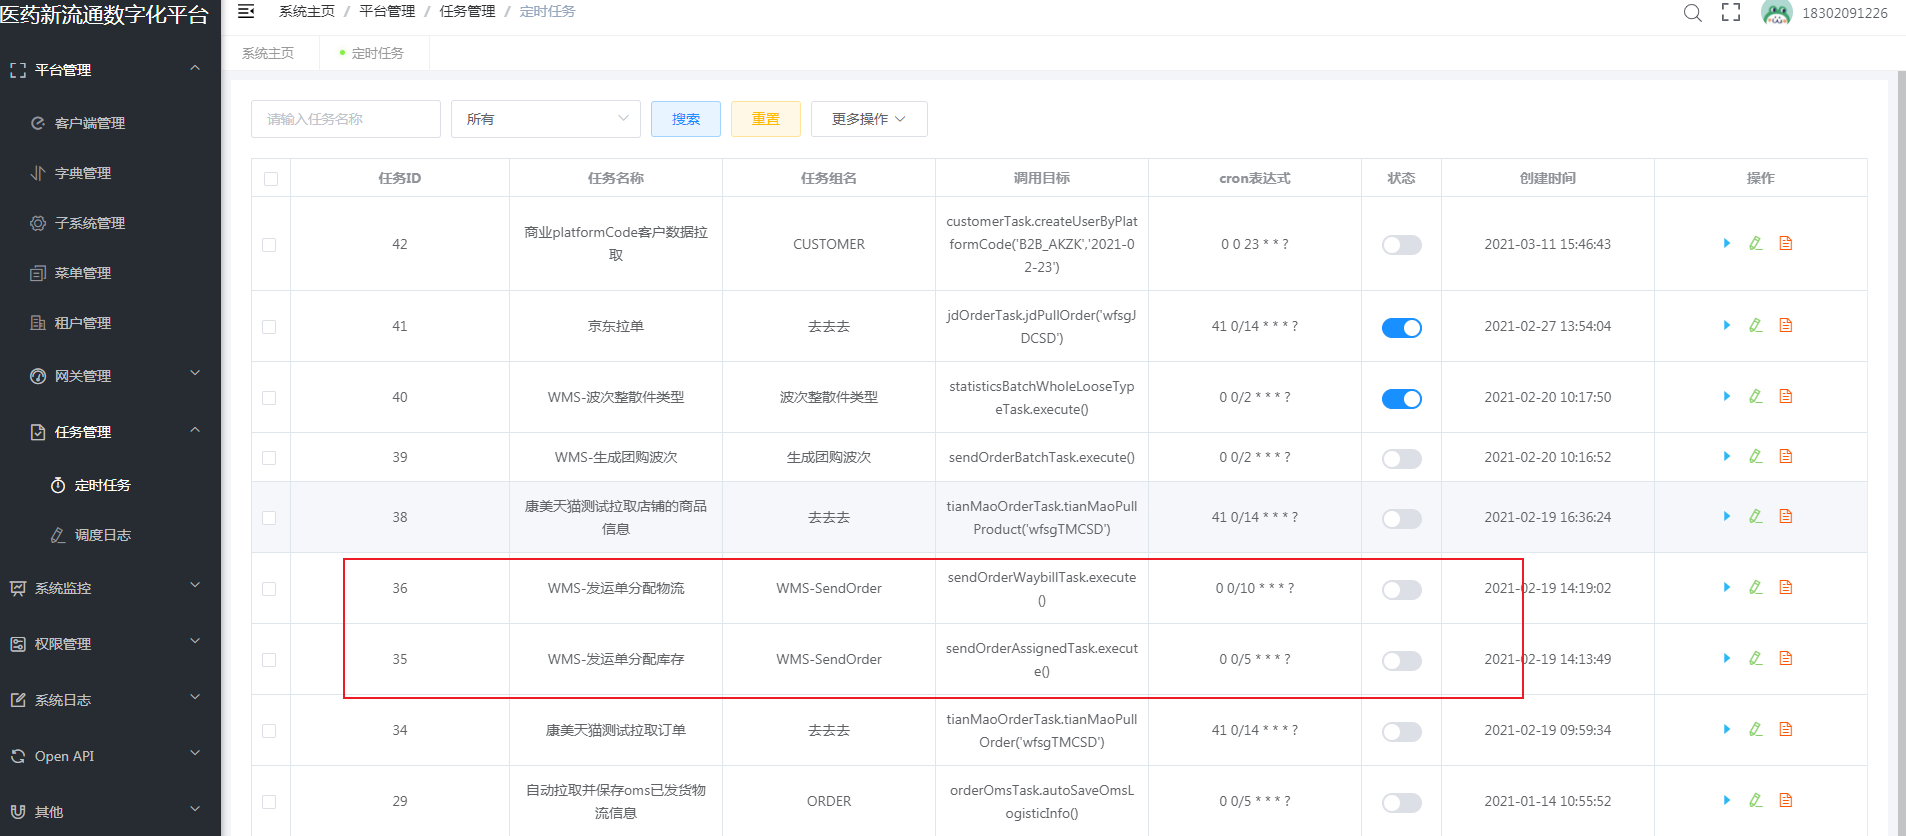 医药新流通数字化平台
系统主页 / 平台管理 / 任务管理 / 定时任务
18302091226
系统主页
定时任务
平台管理
客户端管理
字典管理
子系统管理
菜单管理
租户管理
网关管理
任务管理
定时任务
调度日志
系统监控
权限管理
系统日志
Open API
其他
请输入任务名称
所有
搜索
重置
更多操作
任务ID 任务名称 任务组名 调用目标 cron表达式 状态 创建时间 操作
42
商业platformCode客户数据拉
取
CUSTOMER
customerTask.createUserByPlat
formCode('B2B_AKZK','2021-0
2-23')
0 0 23 * * ?
2021-03-11 15:46:43
41
京东拉单
去去去
jdOrderTask.jdPullOrder('wfsgJ
DCSD')
41 0/14 * * * ?
2021-02-27 13:54:04
40
WMS-波次整散件类型
波次整散件类型
statisticsBatchWholeLooseTyp
eTask.execute()
0 0/2 * * * ?
2021-02-20 10:17:50
39
WMS-生成团购波次
生成团购波次
sendOrderBatchTask.execute()
0 0/2 * * * ?
2021-02-20 10:16:52
38
康美天猫测试拉取店铺的商品
信息
去去去
tianMaoOrderTask.tianMaoPull
Product('wfsgTMCSD')
41 0/14 * * * ?
2021-02-19 16:36:24
36
WMS-发运单分配物流
WMS-SendOrder
sendOrderWaybillTask.execute
()
0 0/10 * * * ?
2021-02-19 14:19:02
35
WMS-发运单分配库存
WMS-SendOrder
sendOrderAssignedTask.execut
e()
0 0/5 * * * ?
2021-02-19 14:13:49
34
康美天猫测试拉取订单
去去去
tianMaoOrderTask.tianMaoPull
Order('wfsgTMCSD')
41 0/14 * * * ?
2021-02-19 09:59:34
29
自动拉取并保存oms已发货物
流信息
ORDER
orderOmsTask.autoSaveOmsL
ogisticInfo()
0 0/5 * * * ?
2021-01-14 10:55:52